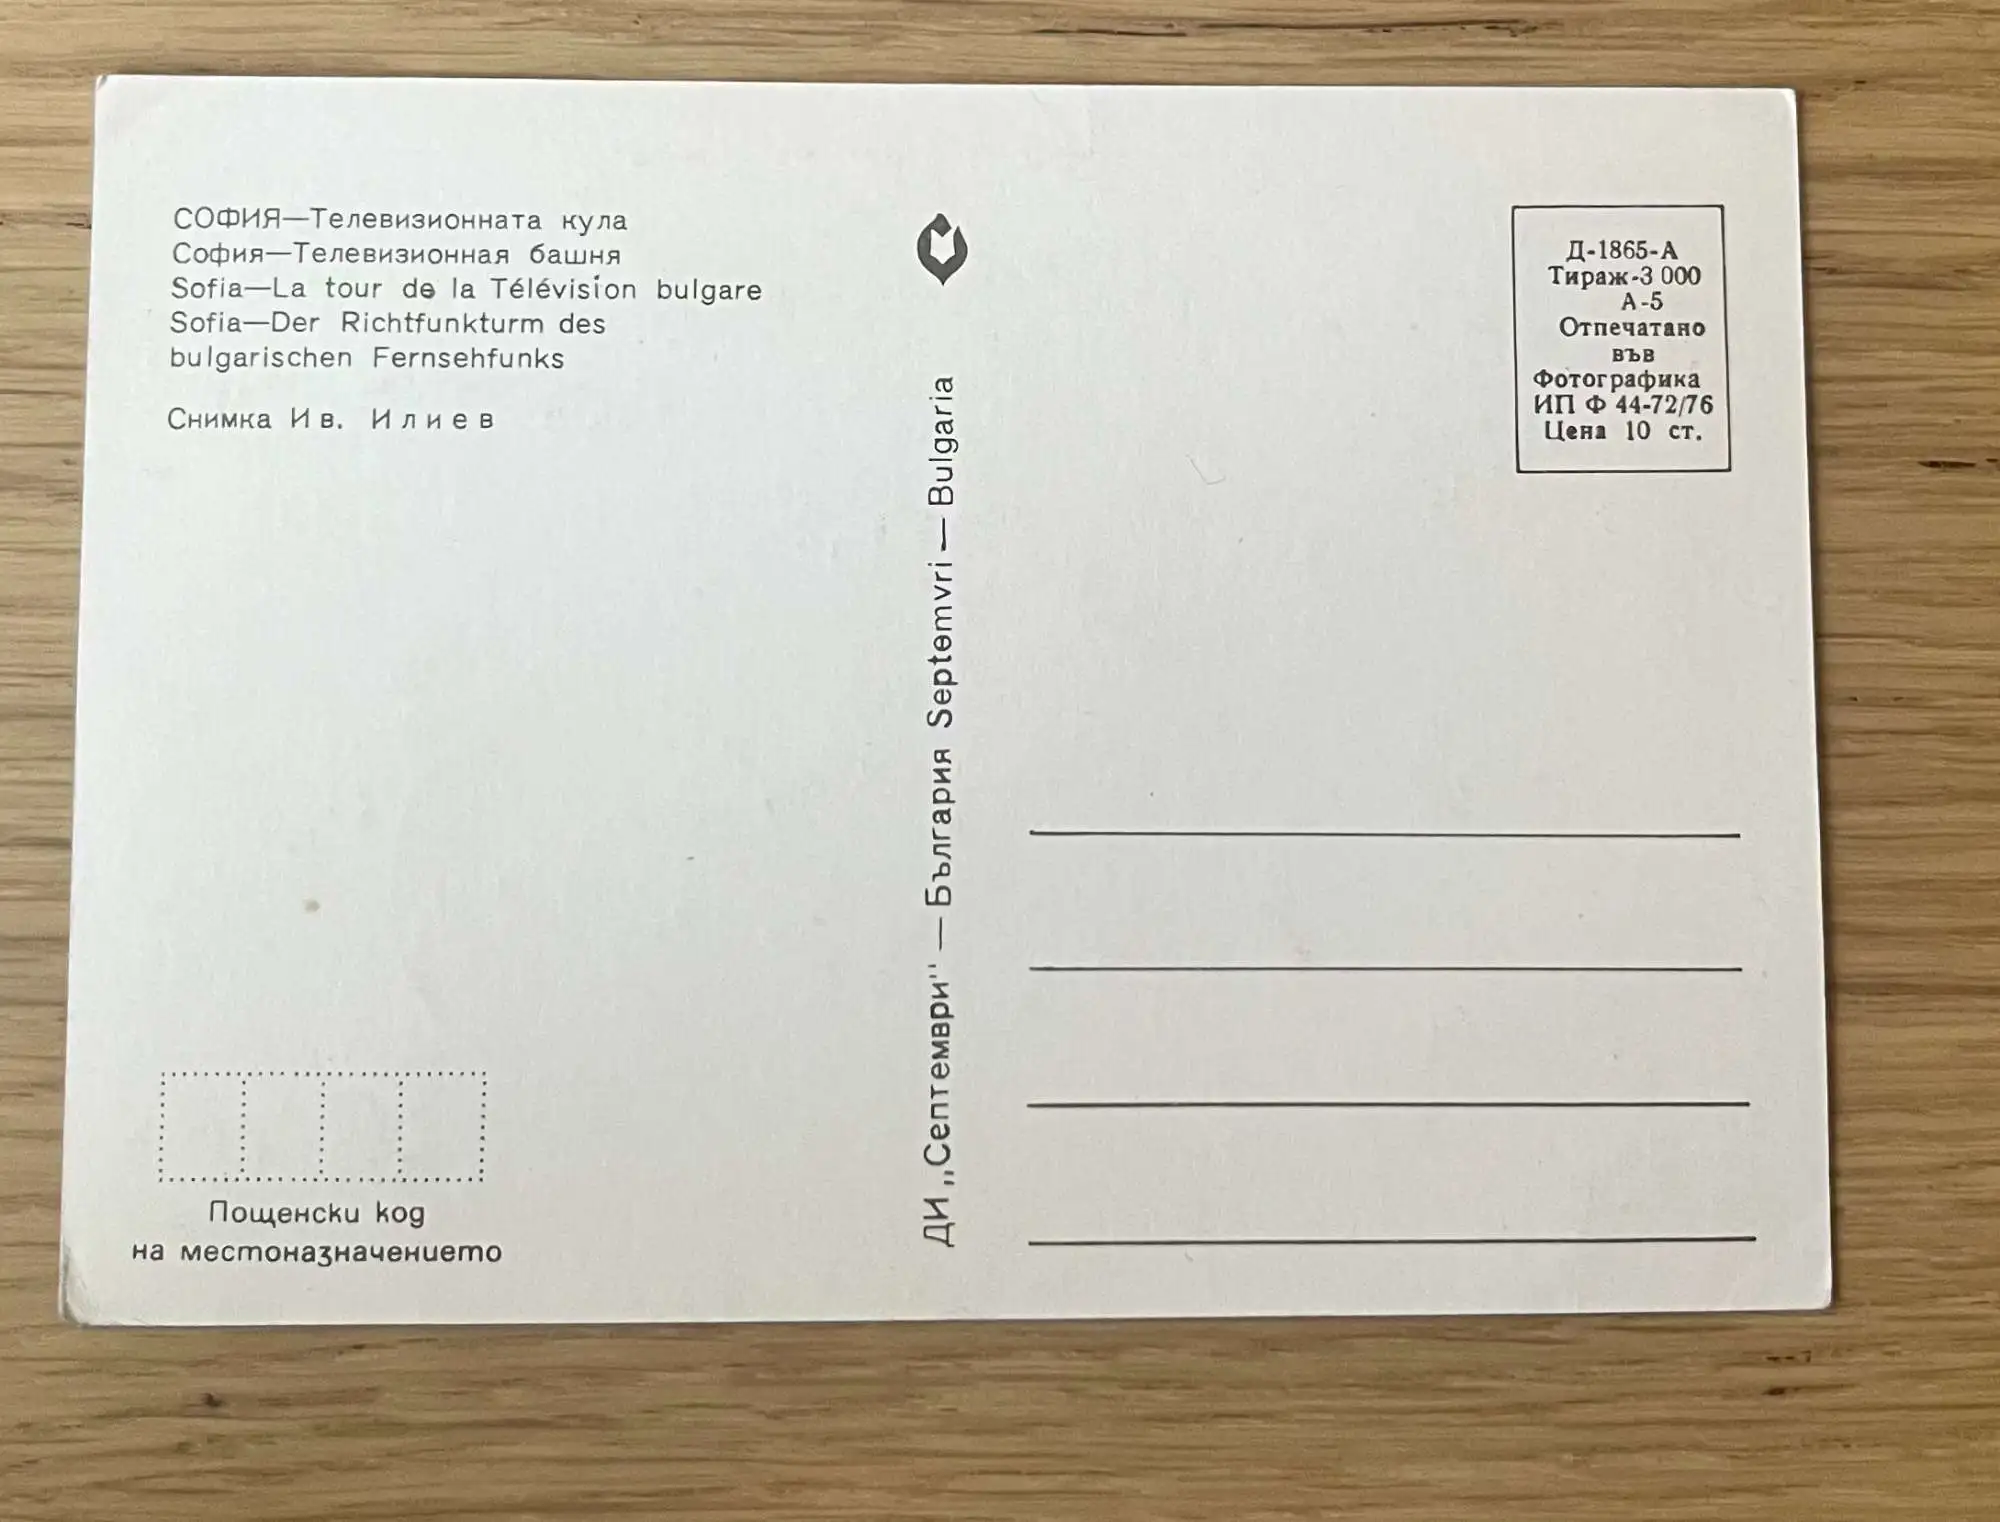 СОФИЯ—Телевизионната кула
София—Телевизионная башня
Sofia—La tour de la Télévision bulgare
Sofia—Der Richtfunkturm des
bulgarischen Fernsehfunks
Снимка Ив. Илиев
Пощенски код
на местоназначението
ДИ „Септември" — България Septemvri — Bulgaria
Д-1865-А
Тираж-3 000
А-5
Отпечатано
във
Фотографика
ИП Ф 44-72/76
Цена 10 ст.